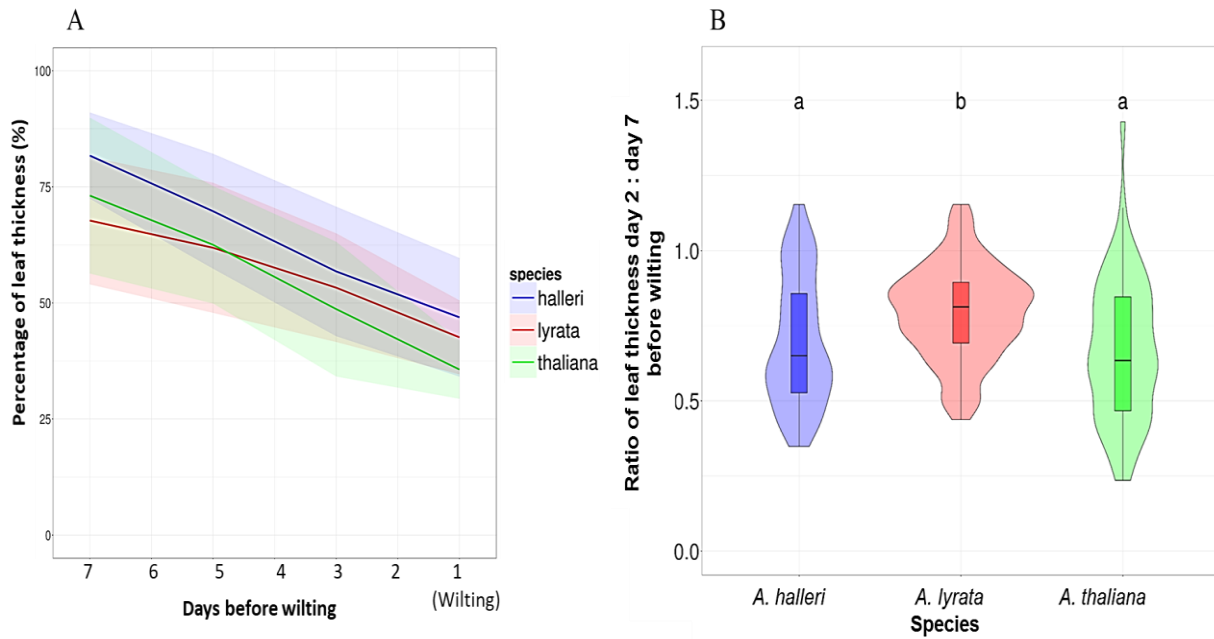 A
Percentage of leaf thickness (%)
100
75
50
25
0
7 6 5 4 3 2 1
(Wilting)
Days before wilting
species
halleri
lyrata
thaliana
B
Ratio of leaf thickness day 2 : day 7
before wilting
1.5
1.0
0.5
0.0
a b a
A. halleri A. lyrata A. thaliana
Species